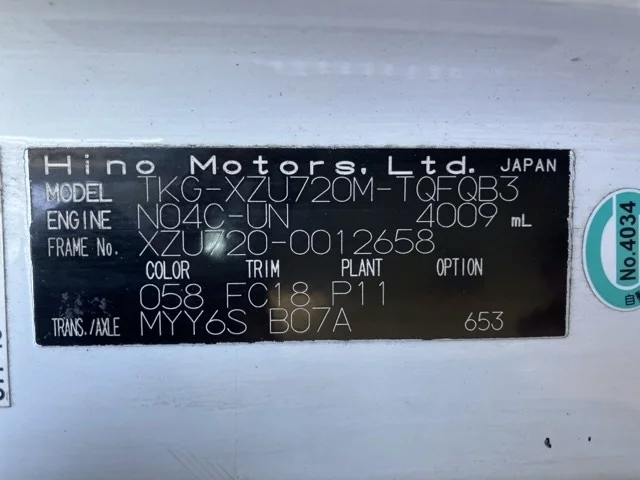 Hino Motors, Ltd. JAPAN
MODEL TKG-XZU720M-TQFQB3
ENGINE N04C-UN 4009 mL
FRAME No. XZU720-0012658
COLOR TRIM PLANT OPTION
058 FC18 P11
TRANS./AXLE MYY6S B07A 653
No.4034